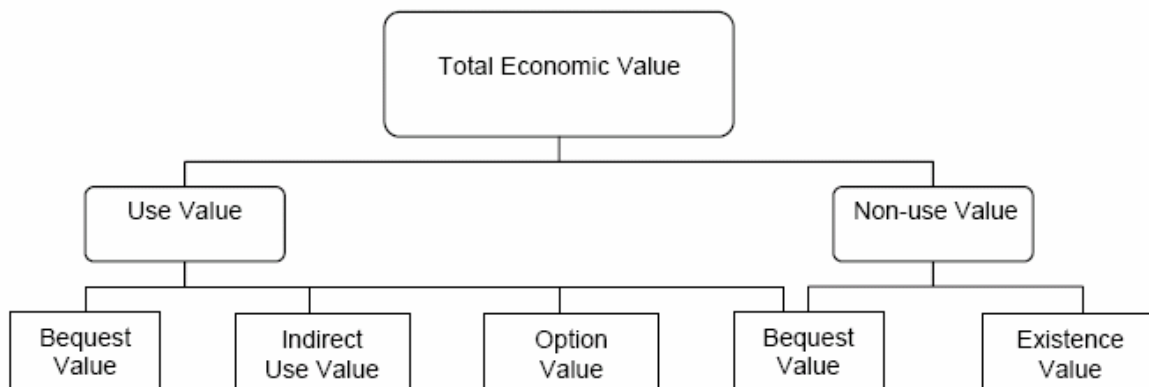 Total Economic Value
Use Value
Non-use Value
Bequest
Value
Indirect
Use Value
Option
Value
Bequest
Value
Existence
Value